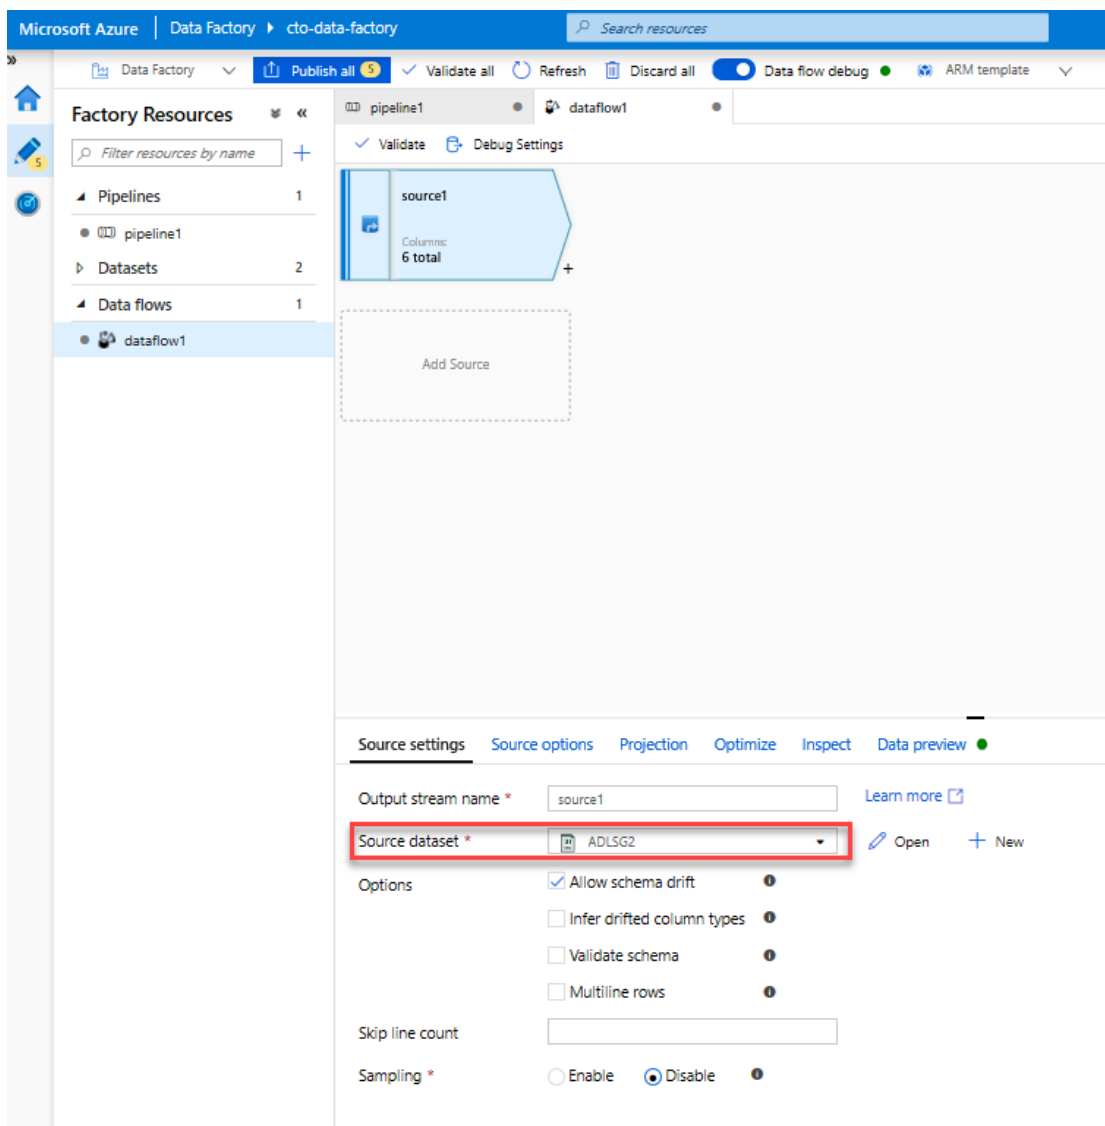 Microsoft Azure Data Factory cto-data-factory Search resources
»
Data Factory Publish all 5 Validate all Refresh Discard all Data flow debug ARM template
Factory Resources «
pipeline1 dataflow1
Filter resources by name +
Validate Debug Settings
5
Pipelines 1
pipeline1
Datasets 2
Data flows 1
dataflow1
source1
Columns:
6 total
+
Add Source
Source settings Source options Projection Optimize Inspect Data preview
Output stream name * source1 Learn more
Source dataset * ADLSG2 Open + New
Options Allow schema drift
Infer drifted column types
Validate schema
Multiline rows
Skip line count
Sampling * Enable Disable